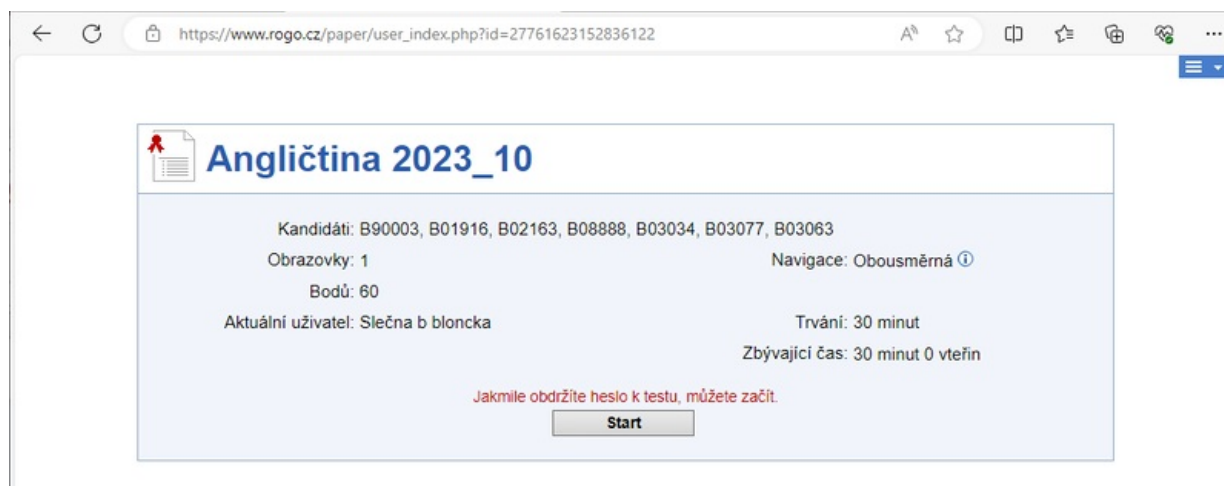 https://www.rogo.cz/paper/user_index.php?id=27761623152836122
Angličtina 2023_10
Kandidáti: B90003, B01916, B02163, B08888, B03034, B03077, B03063
Obrazovky: 1 Navigace: Obousměrná
Bodů: 60
Aktuální uživatel: Slečna b bloncka Trvání: 30 minut
Zbývající čas: 30 minut 0 vteřin
Jakmile obdržíte heslo k testu, můžete začít.
Start